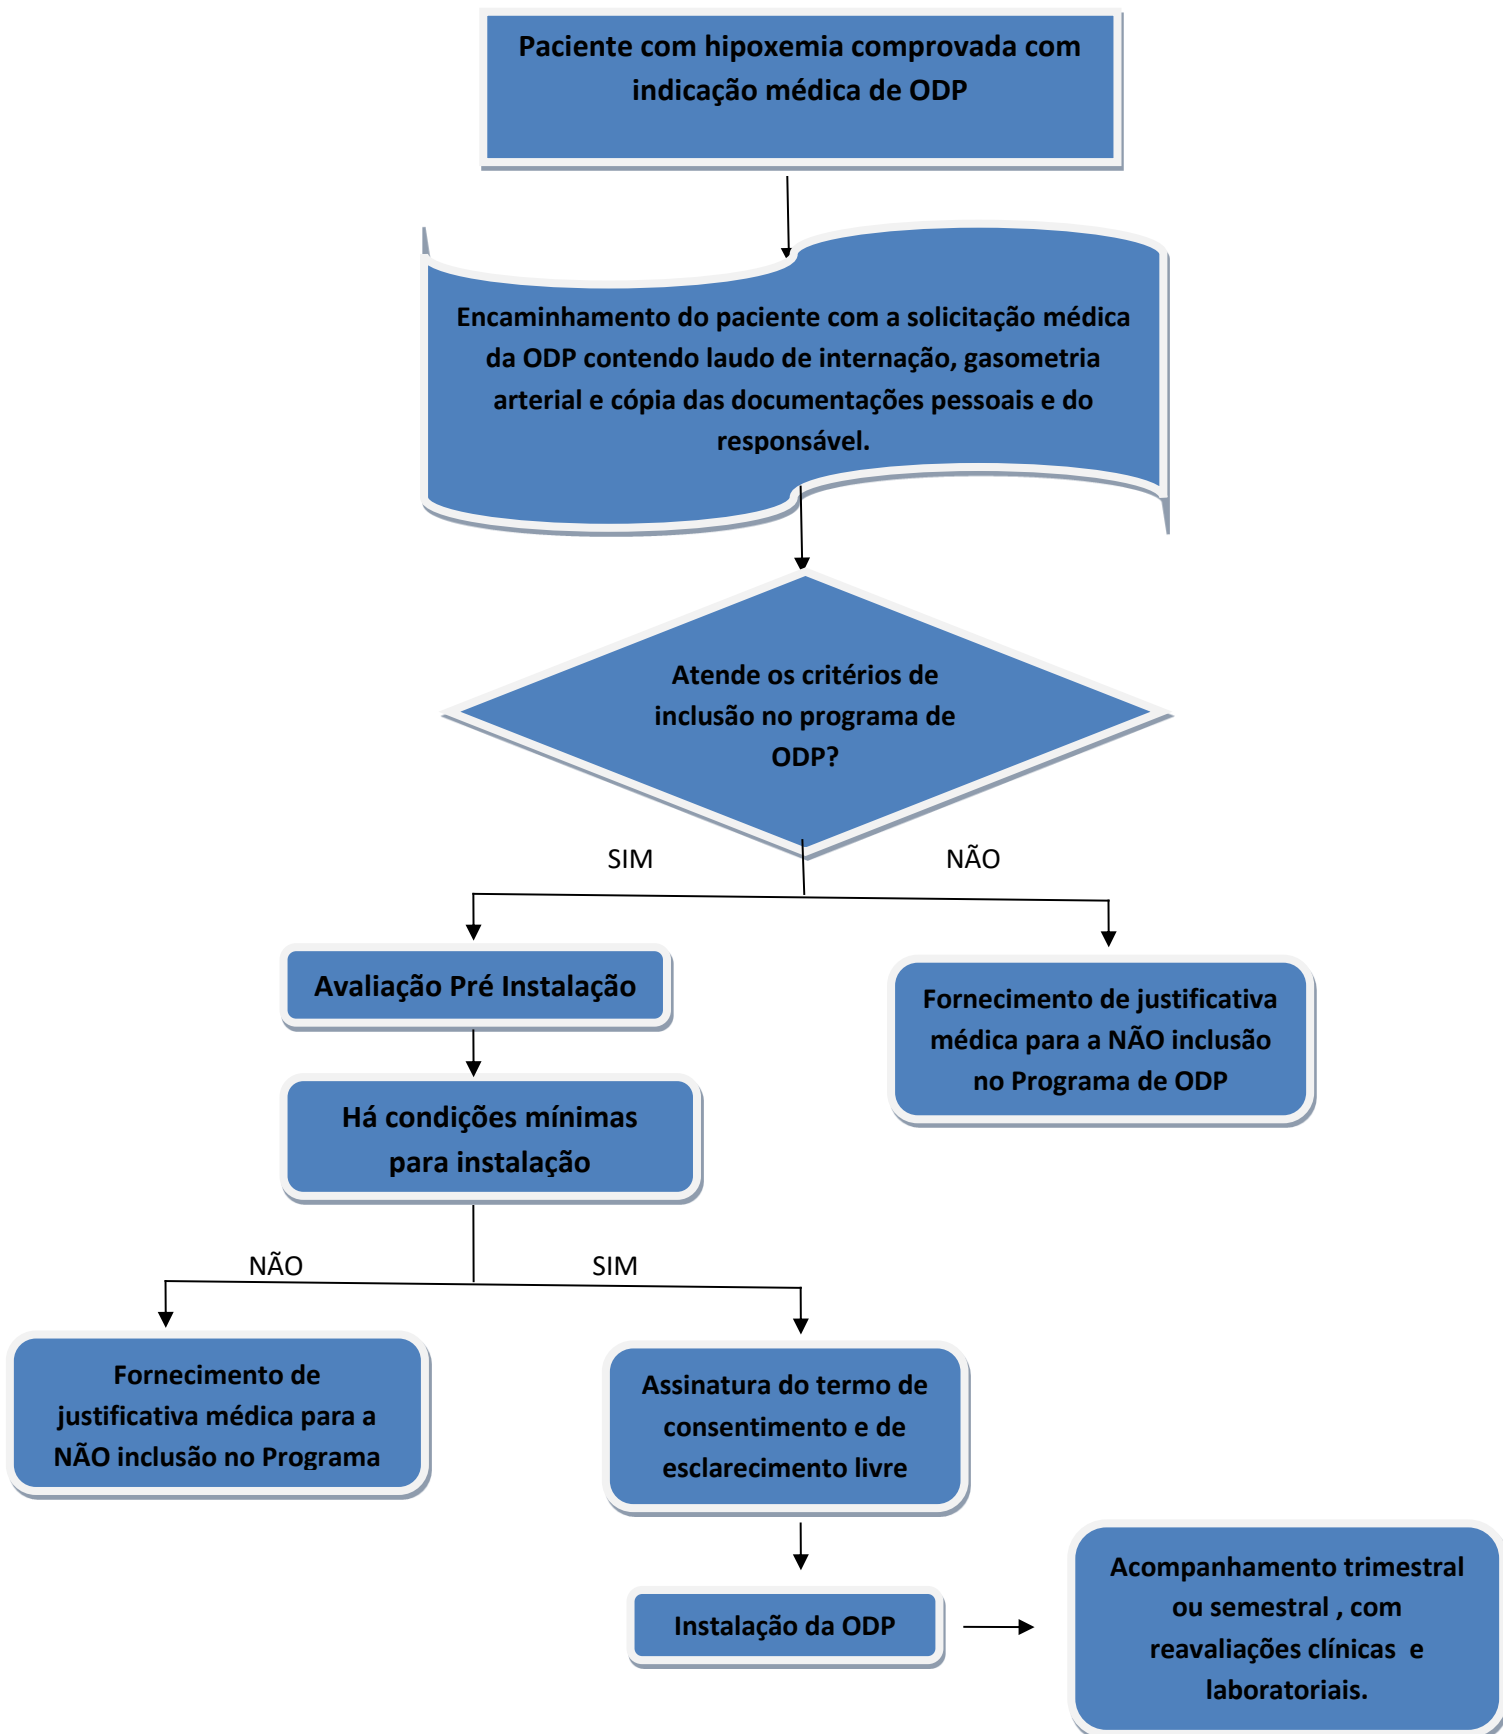 Paciente com hipoxemia comprovada com
indicação médica de ODP
Encaminhamento do paciente com a solicitação médica
da ODP contendo laudo de internação, gasometria
arterial e cópia das documentações pessoais e do
responsável.
Atende os critérios de
inclusão no programa de
ODP?
SIM
NÃO
Avaliação Pré Instalação
Fornecimento de justificativa
médica para a NÃO inclusão
no Programa de ODP
Há condições mínimas
para instalação
NÃO
SIM
Fornecimento de
justificativa médica para a
NÃO inclusão no Programa
Assinatura do termo de
consentimento e de
esclarecimento livre
Instalação da ODP
Acompanhamento trimestral
ou semestral , com
reavaliações clínicas e
laboratoriais.